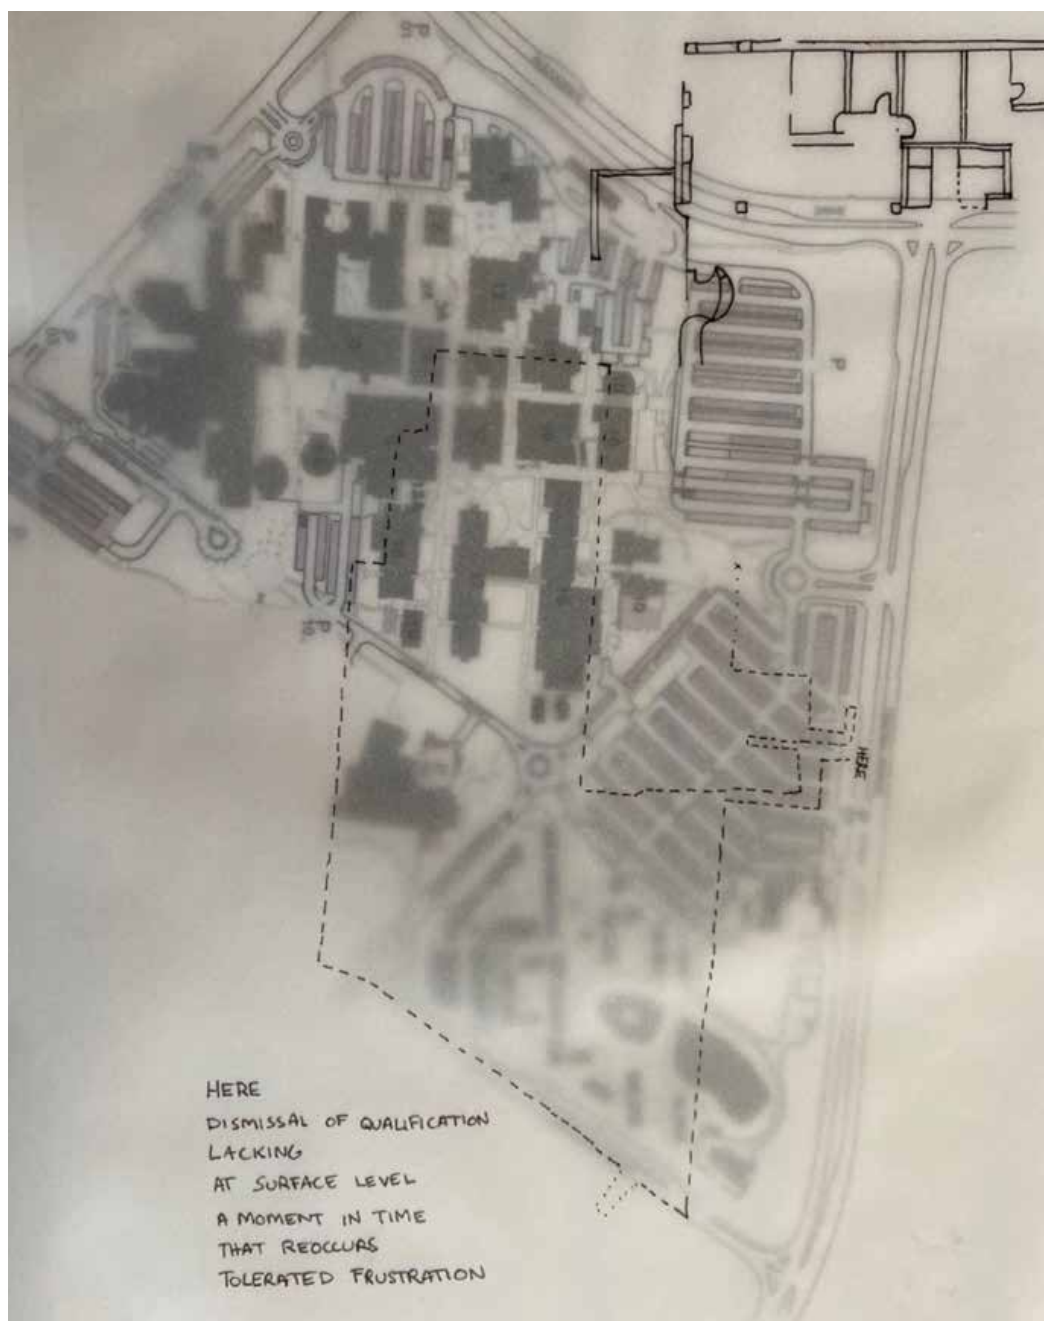 HERE
HERE
DISMISSAL OF QUALIFICATION
LACKING
AT SURFACE LEVEL
A MOMENT IN TIME
THAT REOCCURS
TOLERATED FRUSTRATION